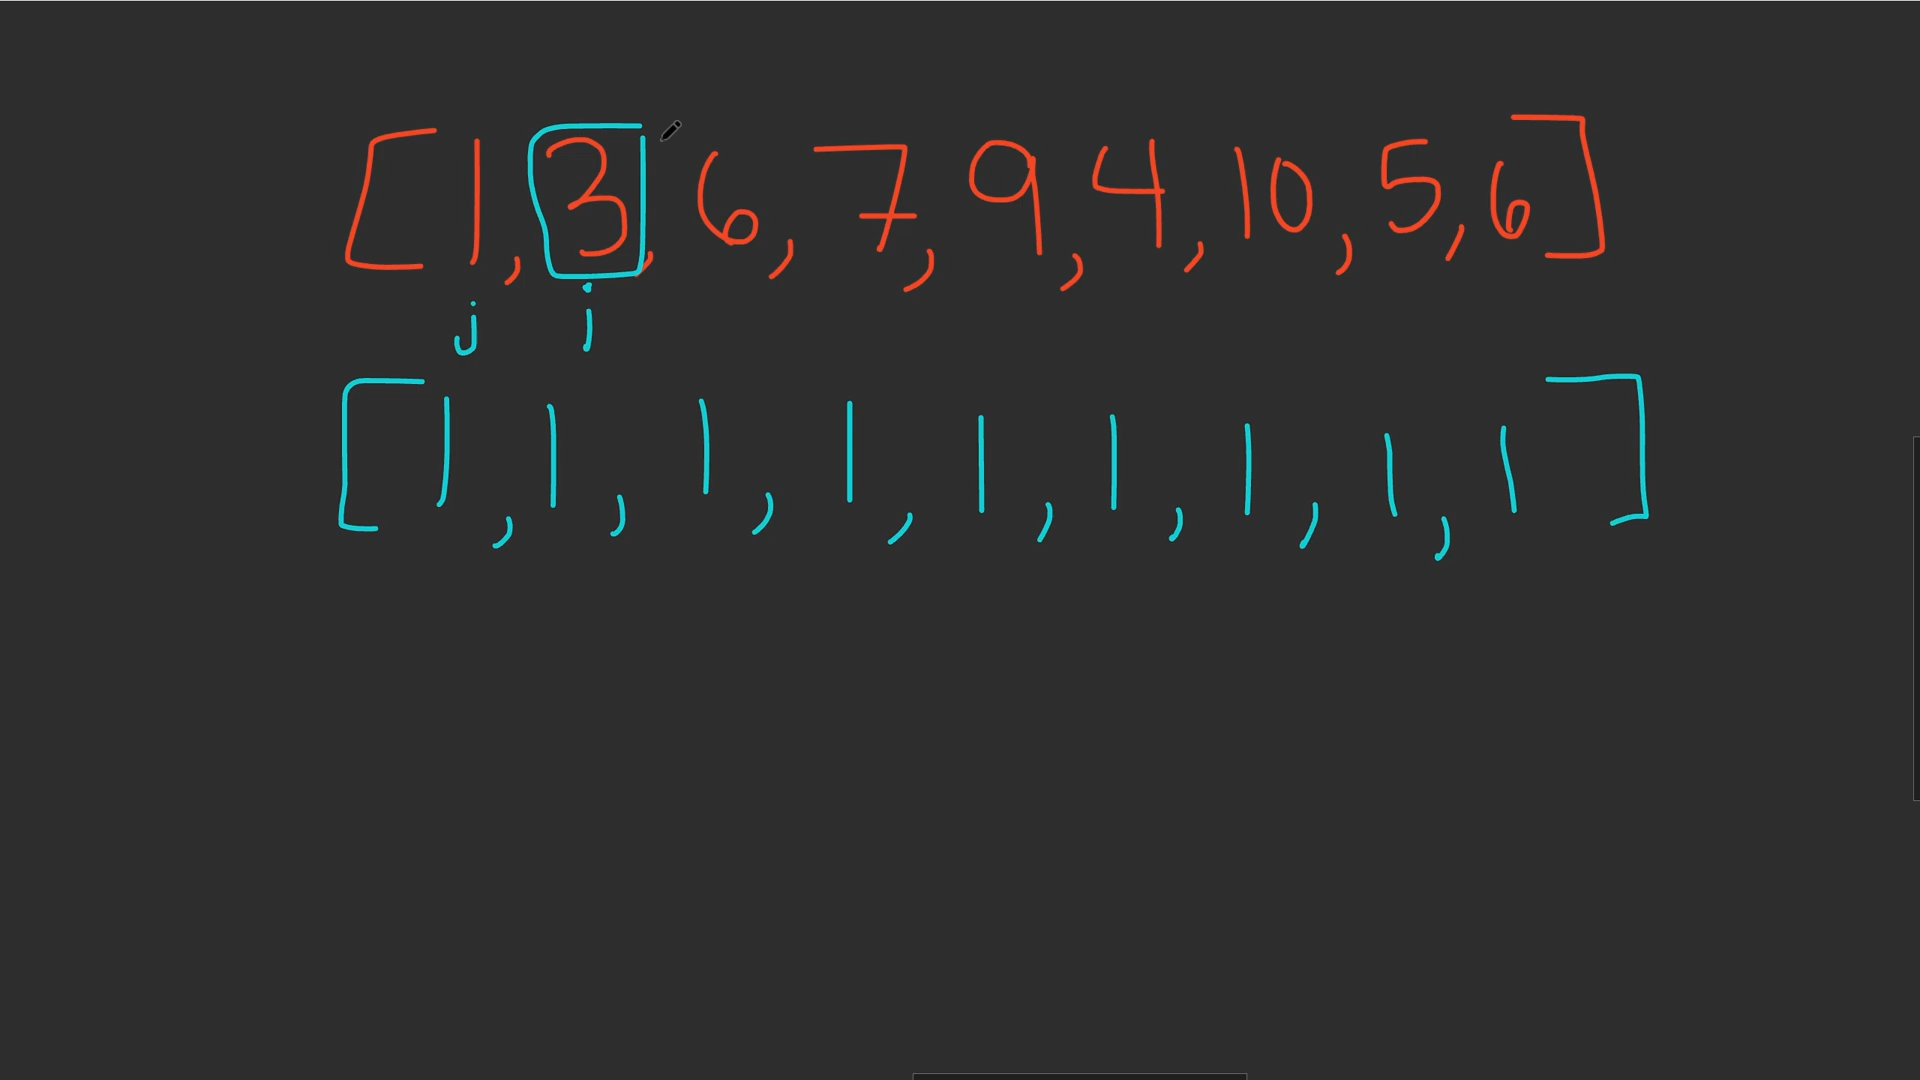 [1, 3, 6, 7, 9, 4, 10, 5, 6]
j i
[1, 1, 1, 1, 1, 1, 1, 1, 1]